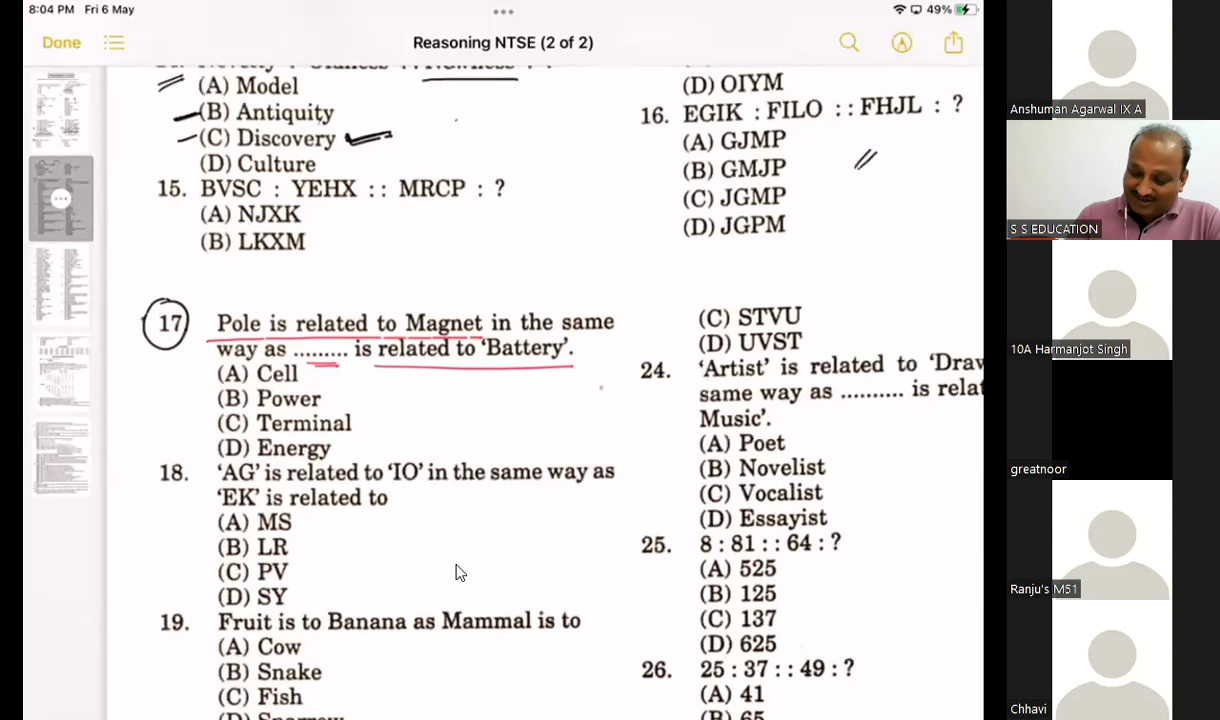 8:04 PM Fri 6 May
49%
Done
Reasoning NTSE (2 of 2)
(A) Model
(B) Antiquity
(C) Discovery
(D) Culture
15. BVSC : YEHX :: MRCP : ?
(A) NJXK
(B) LKXM
(D) OIYM
16. EGIK : FILO :: FHJL : ?
(A) GJMP
(B) GMJP
(C) JGMP
(D) JGPM
17 Pole is related to Magnet in the same
way as ......... is related to 'Battery'.
(A) Cell
(B) Power
(C) Terminal
(D) Energy
18. 'AG' is related to 'IO' in the same way as
'EK' is related to
(A) MS
(B) LR
(C) PV
(D) SY
19. Fruit is to Banana as Mammal is to
(A) Cow
(B) Snake
(C) Fish
(C) STVU
(D) UVST
24. 'Artist' is related to 'Draw
same way as .......... is relat
Music'.
(A) Poet
(B) Novelist
(C) Vocalist
(D) Essayist
25. 8 : 81 : : 64 : ?
(A) 525
(B) 125
(C) 137
(D) 625
26. 25 : 37 : : 49 : ?
(A) 41
(B) 65
Anshuman Agarwal IX A
S S EDUCATION
10A Harmanjot Singh
greatnoor
Ranju's M51
Chhavi